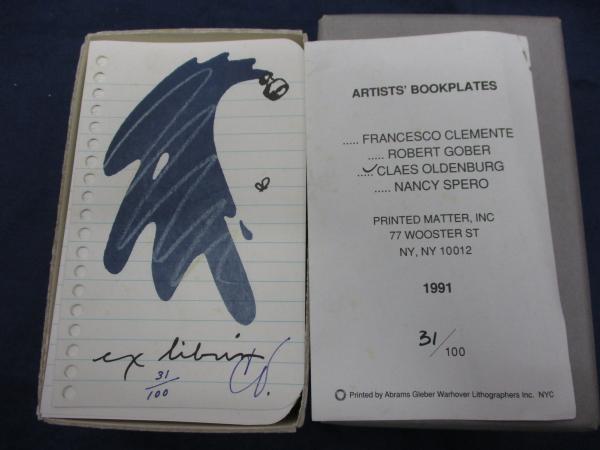 ex libris
31/100
CO.
ARTISTS' BOOKPLATES
..... FRANCESCO CLEMENTE
..... ROBERT GOBER
..... CLAES OLDENBURG
..... NANCY SPERO
PRINTED MATTER, INC
77 WOOSTER ST
NY, NY 10012
1991
31/100
Printed by Abrams Gleber Warhover Lithographers Inc. NYC